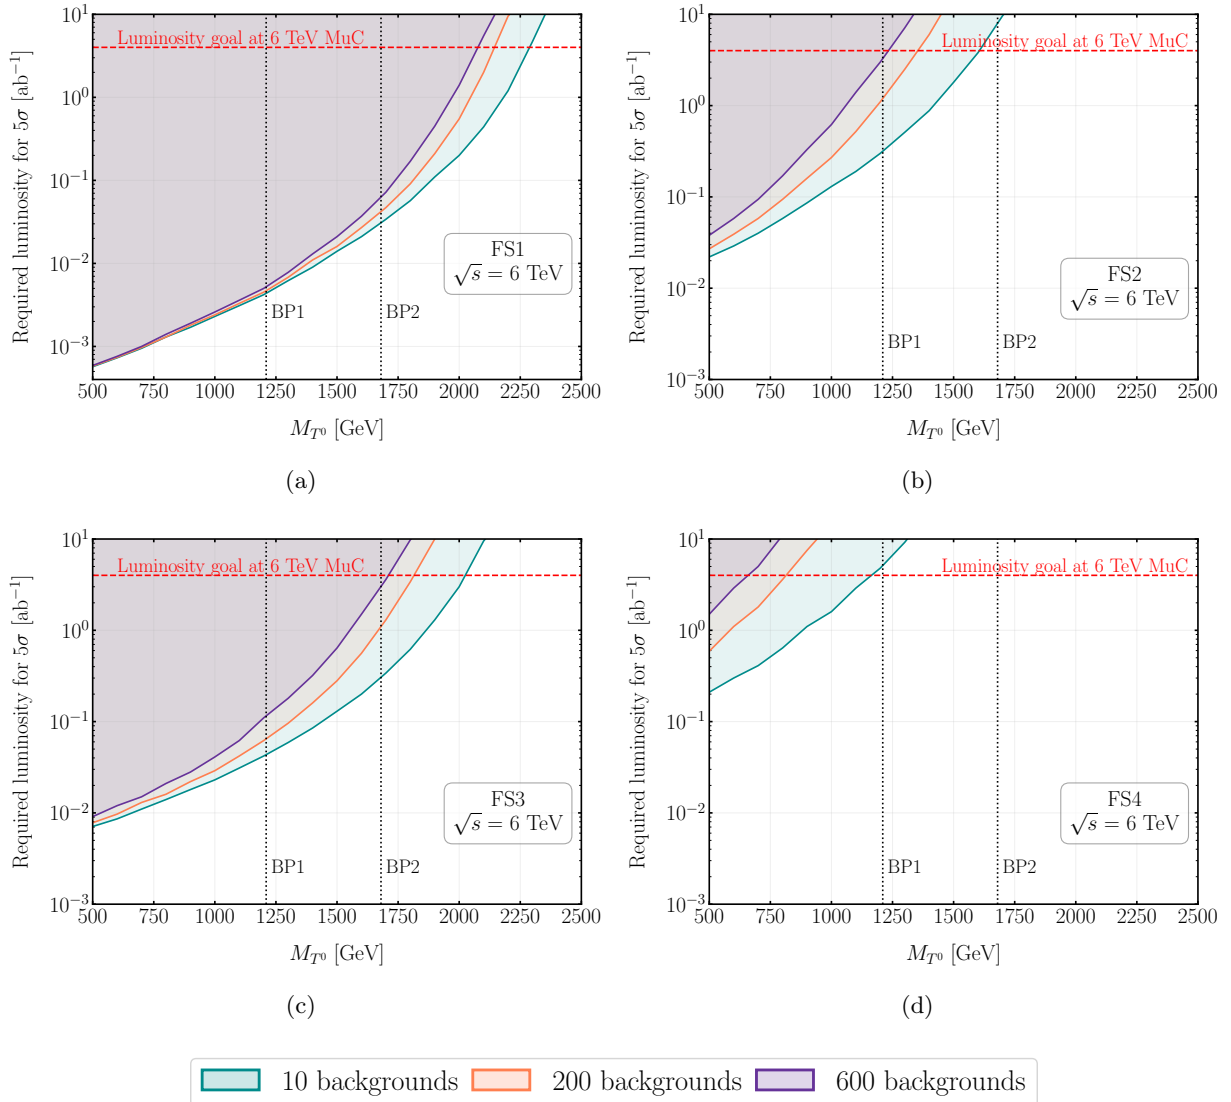 Required luminosity for 5σ [ab⁻¹]
10¹
10⁰
10⁻¹
10⁻²
10⁻³
Luminosity goal at 6 TeV MuC
FS1
√s = 6 TeV
BP1
BP2
500 750 1000 1250 1500 1750 2000 2250 2500
M_{T⁰} [GeV]
(a)
Required luminosity for 5σ [ab⁻¹]
10¹
10⁰
10⁻¹
10⁻²
10⁻³
Luminosity goal at 6 TeV MuC
FS2
√s = 6 TeV
BP1
BP2
500 750 1000 1250 1500 1750 2000 2250 2500
M_{T⁰} [GeV]
(b)
Required luminosity for 5σ [ab⁻¹]
10¹
10⁰
10⁻¹
10⁻²
10⁻³
Luminosity goal at 6 TeV MuC
FS3
√s = 6 TeV
BP1
BP2
500 750 1000 1250 1500 1750 2000 2250 2500
M_{T⁰} [GeV]
(c)
Required luminosity for 5σ [ab⁻¹]
10¹
10⁰
10⁻¹
10⁻²
10⁻³
Luminosity goal at 6 TeV MuC
FS4
√s = 6 TeV
BP1
BP2
500 750 1000 1250 1500 1750 2000 2250 2500
M_{T⁰} [GeV]
(d)
10 backgrounds 200 backgrounds 600 backgrounds